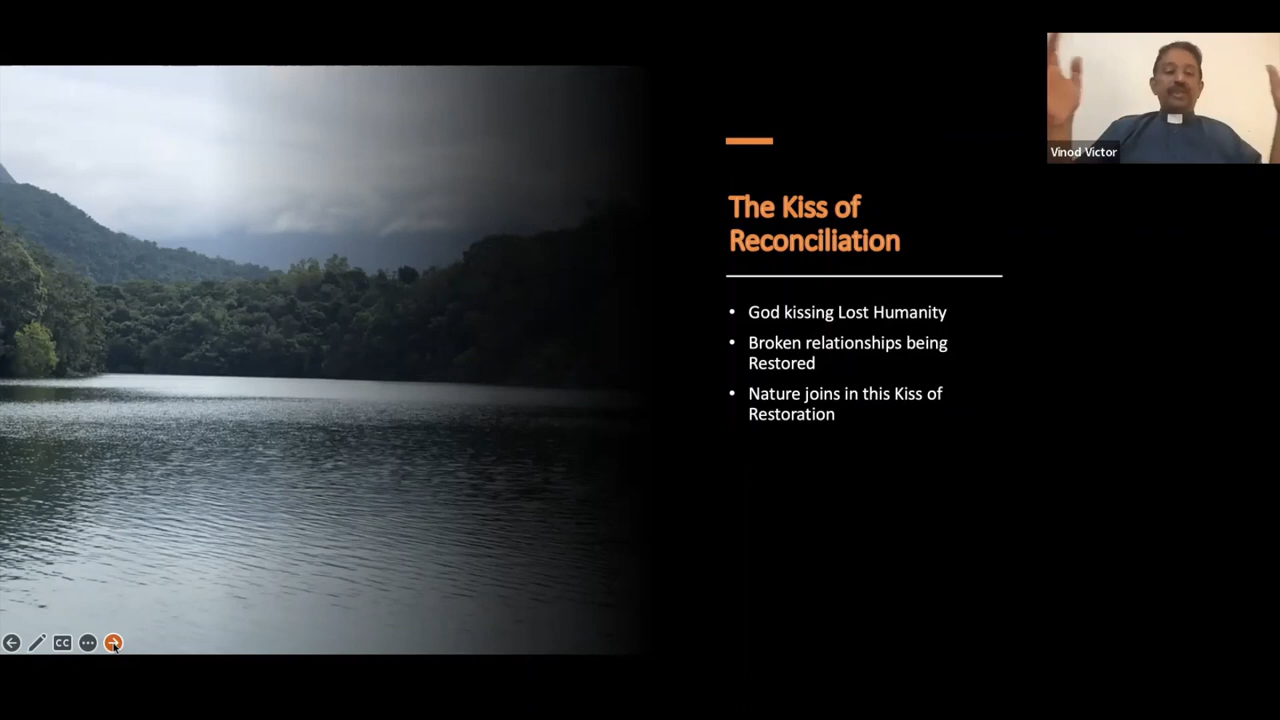 Vinod Victor
The Kiss of
Reconciliation
• God kissing Lost Humanity
• Broken relationships being
Restored
• Nature joins in this Kiss of
Restoration
CC